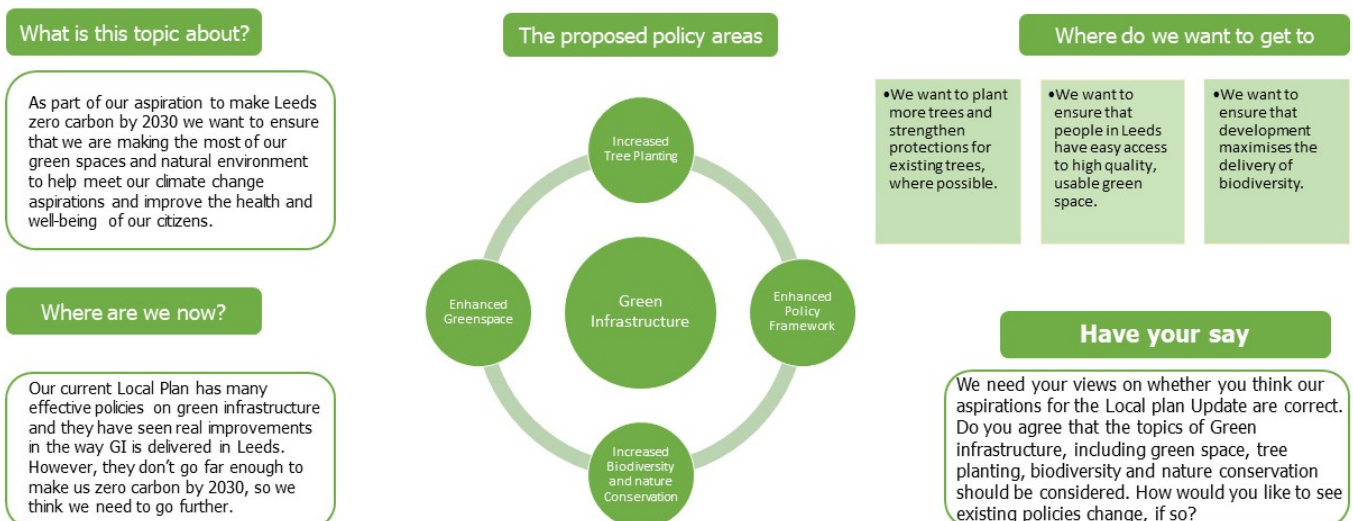 What is this topic about?
As part of our aspiration to make Leeds
zero carbon by 2030 we want to ensure
that we are making the most of our
green spaces and natural environment
to help meet our climate change
aspirations and improve the health and
well-being of our citizens.
Where are we now?
Our current Local Plan has many
effective policies on green infrastructure
and they have seen real improvements
in the way GI is delivered in Leeds.
However, they don't go far enough to
make us zero carbon by 2030, so we
think we need to go further.
The proposed policy areas
Increased
Tree Planting
Enhanced
Greenspace
Green
Infrastructure
Enhanced
Policy
Framework
Increased
Biodiversity
and nature
Conservation
Where do we want to get to
•We want to plant
more trees and
strengthen
protections for
existing trees,
where possible.
•We want to
ensure that
people in Leeds
have easy access
to high quality,
usable green
space.
•We want to
ensure that
development
maximises the
delivery of
biodiversity.
Have your say
We need your views on whether you think our
aspirations for the Local plan Update are correct.
Do you agree that the topics of Green
infrastructure, including green space, tree
planting, biodiversity and nature conservation
should be considered. How would you like to see
existing policies change, if so?